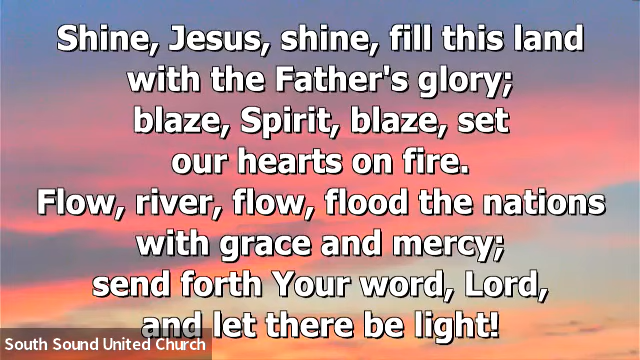 Shine, Jesus, shine, fill this land
with the Father's glory;
blaze, Spirit, blaze, set
our hearts on fire.
Flow, river, flow, flood the nations
with grace and mercy;
send forth Your word, Lord,
and let there be light!
South Sound United Church